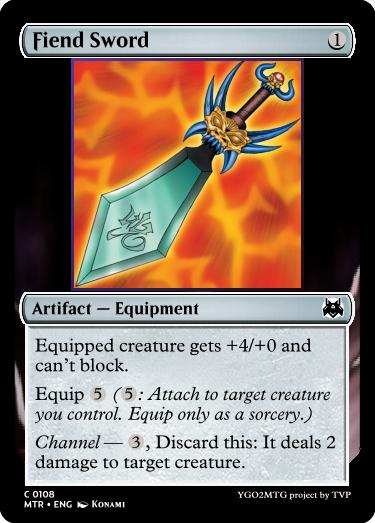 Fiend Sword 1
Artifact — Equipment
Equipped creature gets +4/+0 and
can't block.
Equip 5 (5: Attach to target creature
you control. Equip only as a sorcery.)
Channel — 3, Discard this: It deals 2
damage to target creature.
C 0108
MTR • ENG KONAMI
YGO2MTG project by TVP